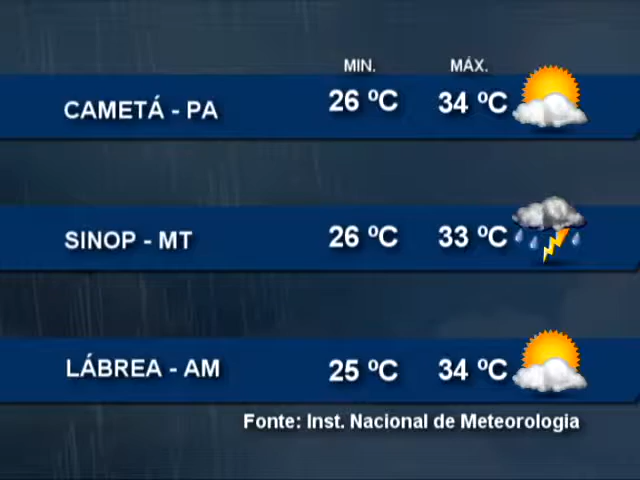 MIN. MÁX.
CAMETÁ - PA 26 ºC 34 ºC
SINOP - MT 26 ºC 33 ºC
LÁBREA - AM 25 ºC 34 ºC
Fonte: Inst. Nacional de Meteorologia